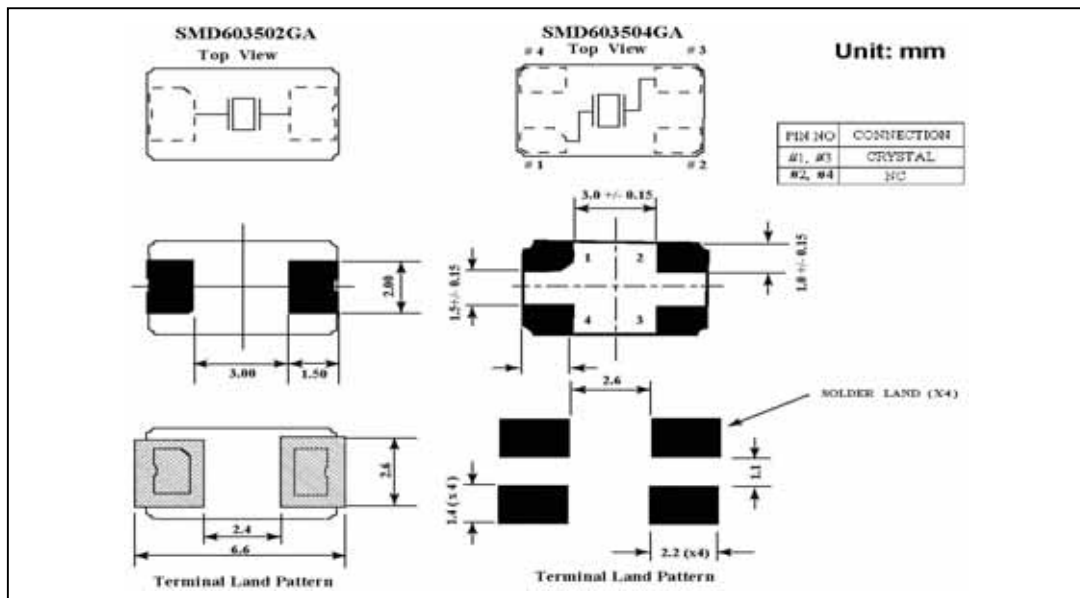 SMD603502GA
Top View
SMD603504GA
Top View
#4
#3
#1
#2
Unit: mm
PIN NO CONNECTION
#1, #3 CRYSTAL
#2, #4 NC
2.00
3.00
1.50
3.0 +/- 0.15
1.5+/- 0.15
1.0 +/- 0.15
1
2
4
3
2.6
2.4
6.6
Terminal Land Pattern
2.6
SOLDER LAND (X4)
1.1
1.4 (x4)
2.2 (x4)
Terminal Land Pattern